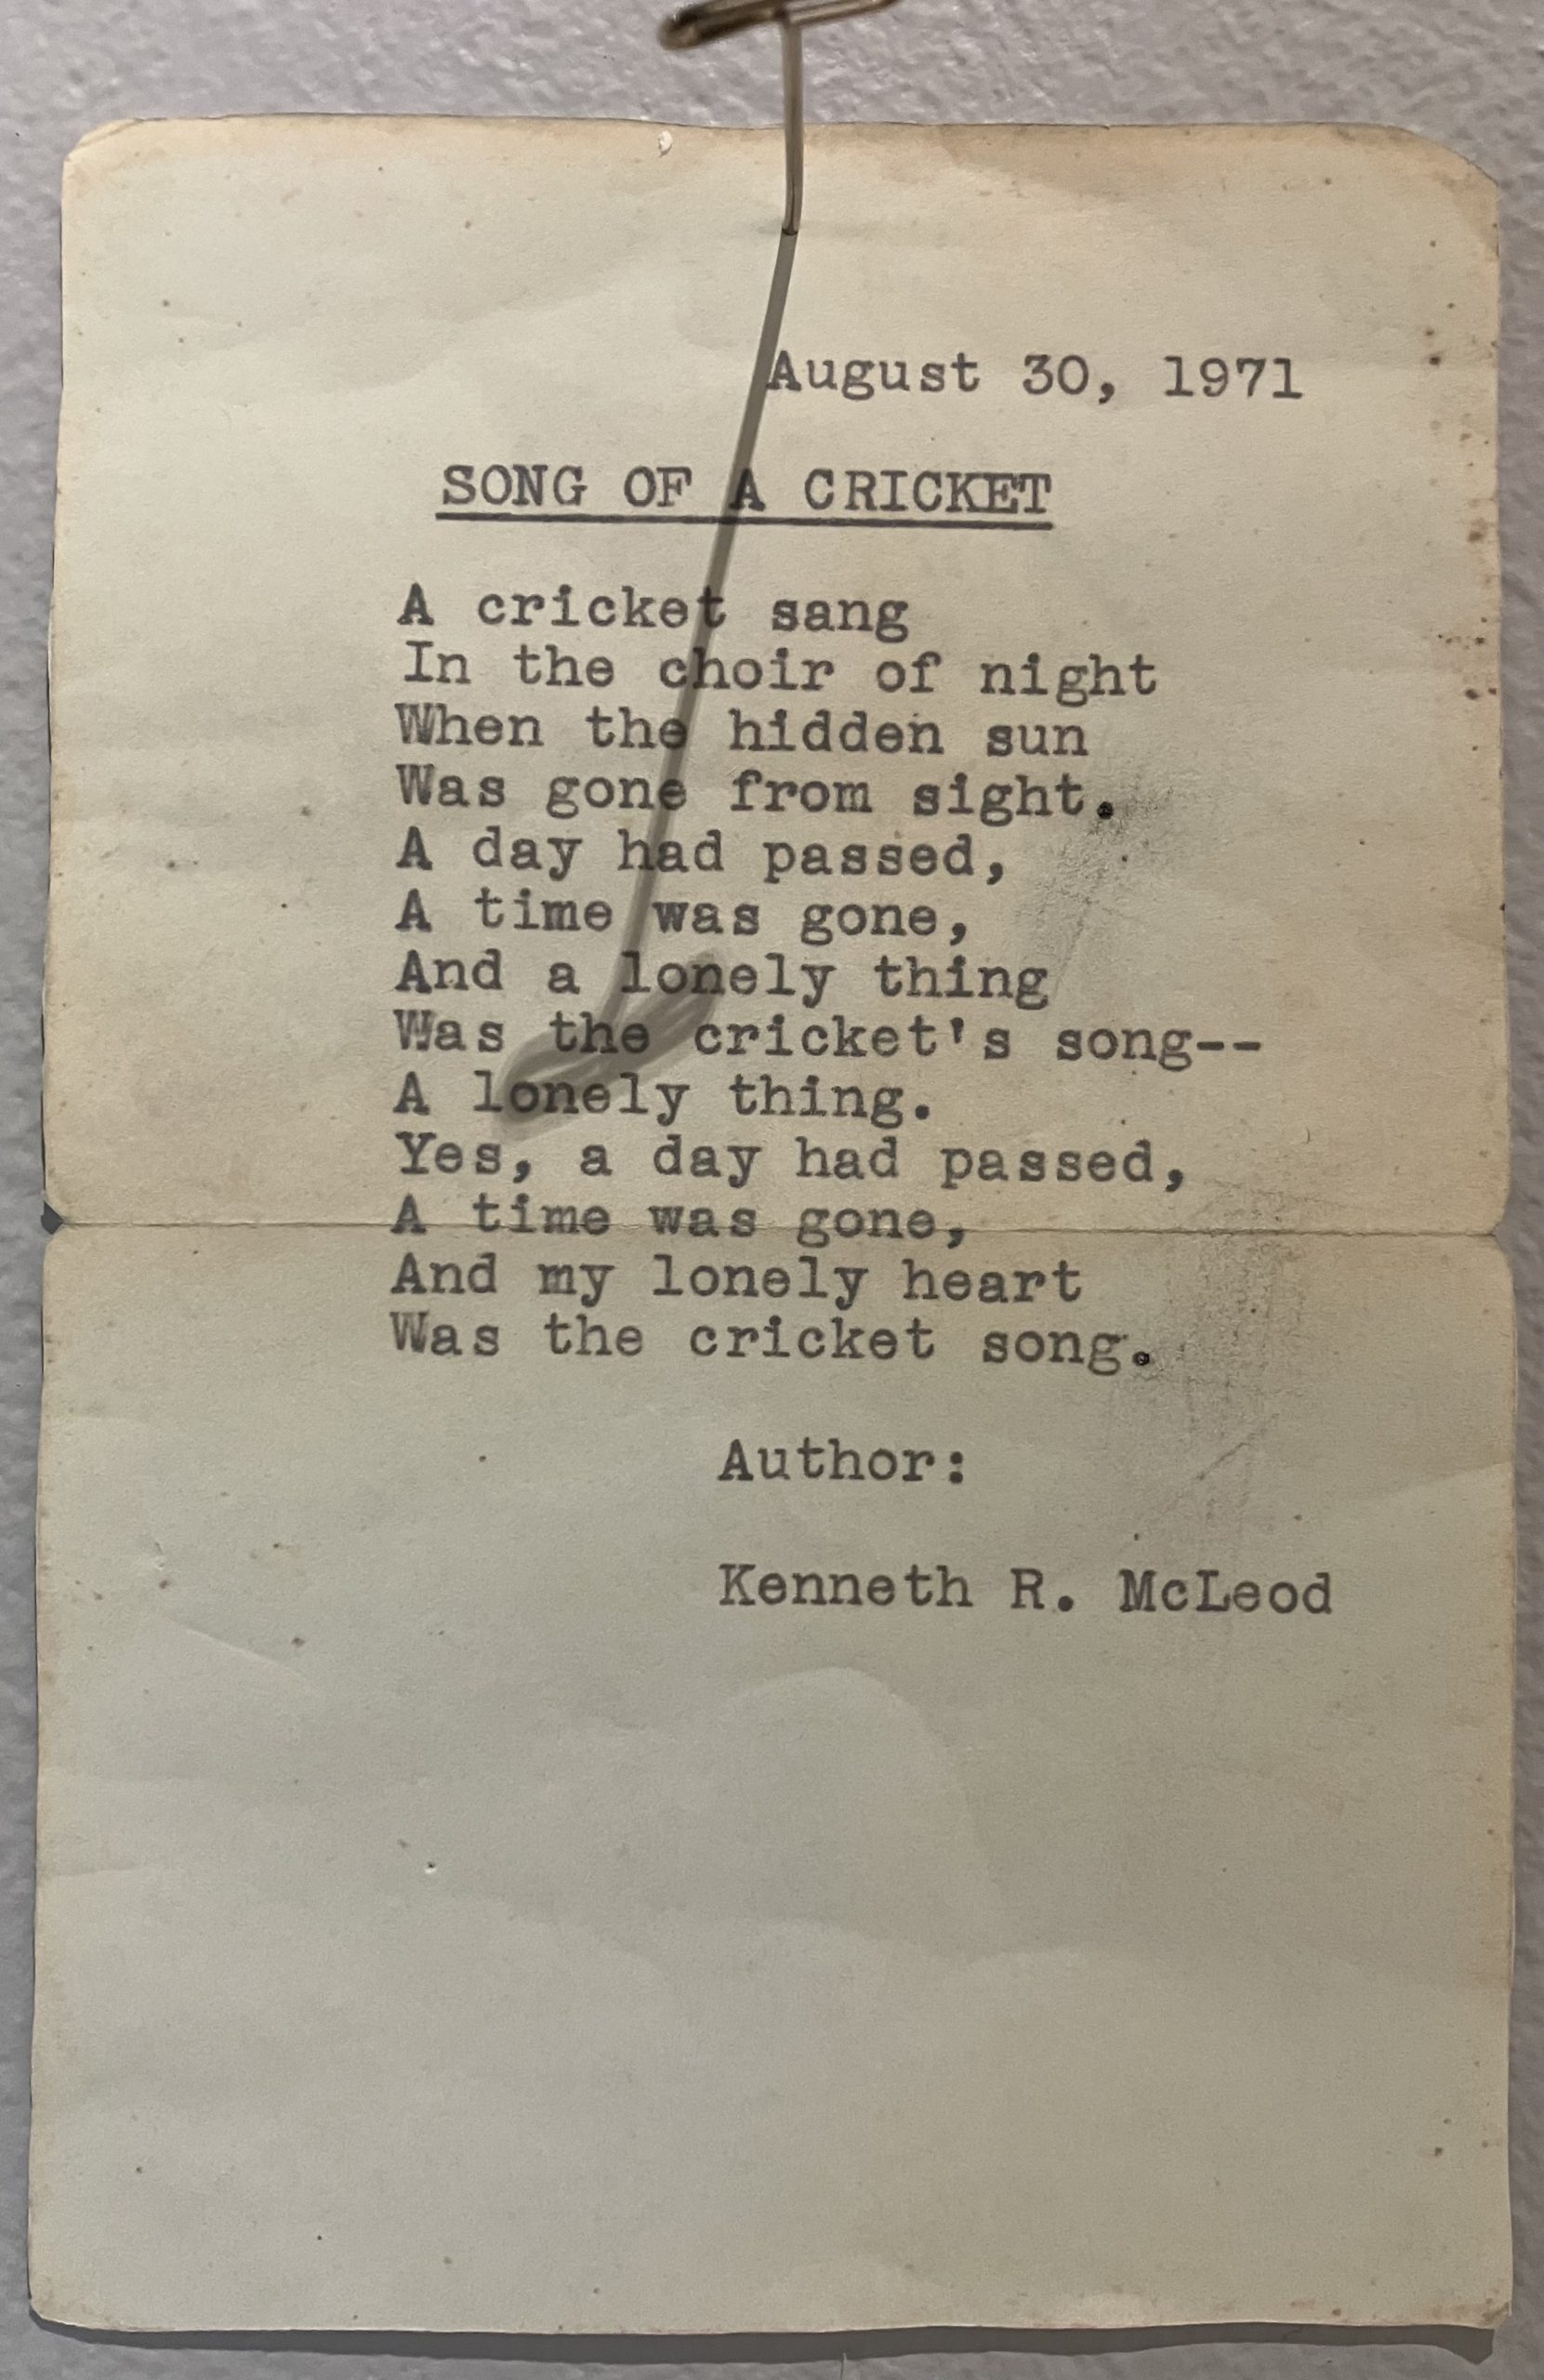 August 30, 1971
SONG OF A CRICKET
A cricket sang
In the choir of night
When the hidden sun
Was gone from sight.
A day had passed,
A time was gone,
And a lonely thing
Was the cricket's song--
A lonely thing.
Yes, a day had passed,
A time was gone,
And my lonely heart
Was the cricket song.
Author:
Kenneth R. McLeod